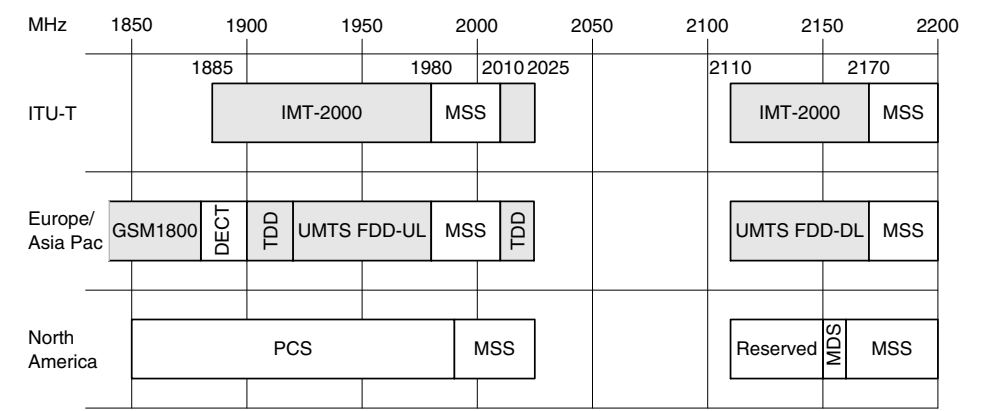 MHz 1850 1900 1950 2000 2050 2100 2150 2200
1885 1980 2010 2025 2110 2170
ITU-T IMT-2000 MSS IMT-2000 MSS
Europe/
Asia Pac GSM1800 DECT TDD UMTS FDD-UL MSS TDD UMTS FDD-DL MSS
North
America PCS MSS Reserved MDS MSS